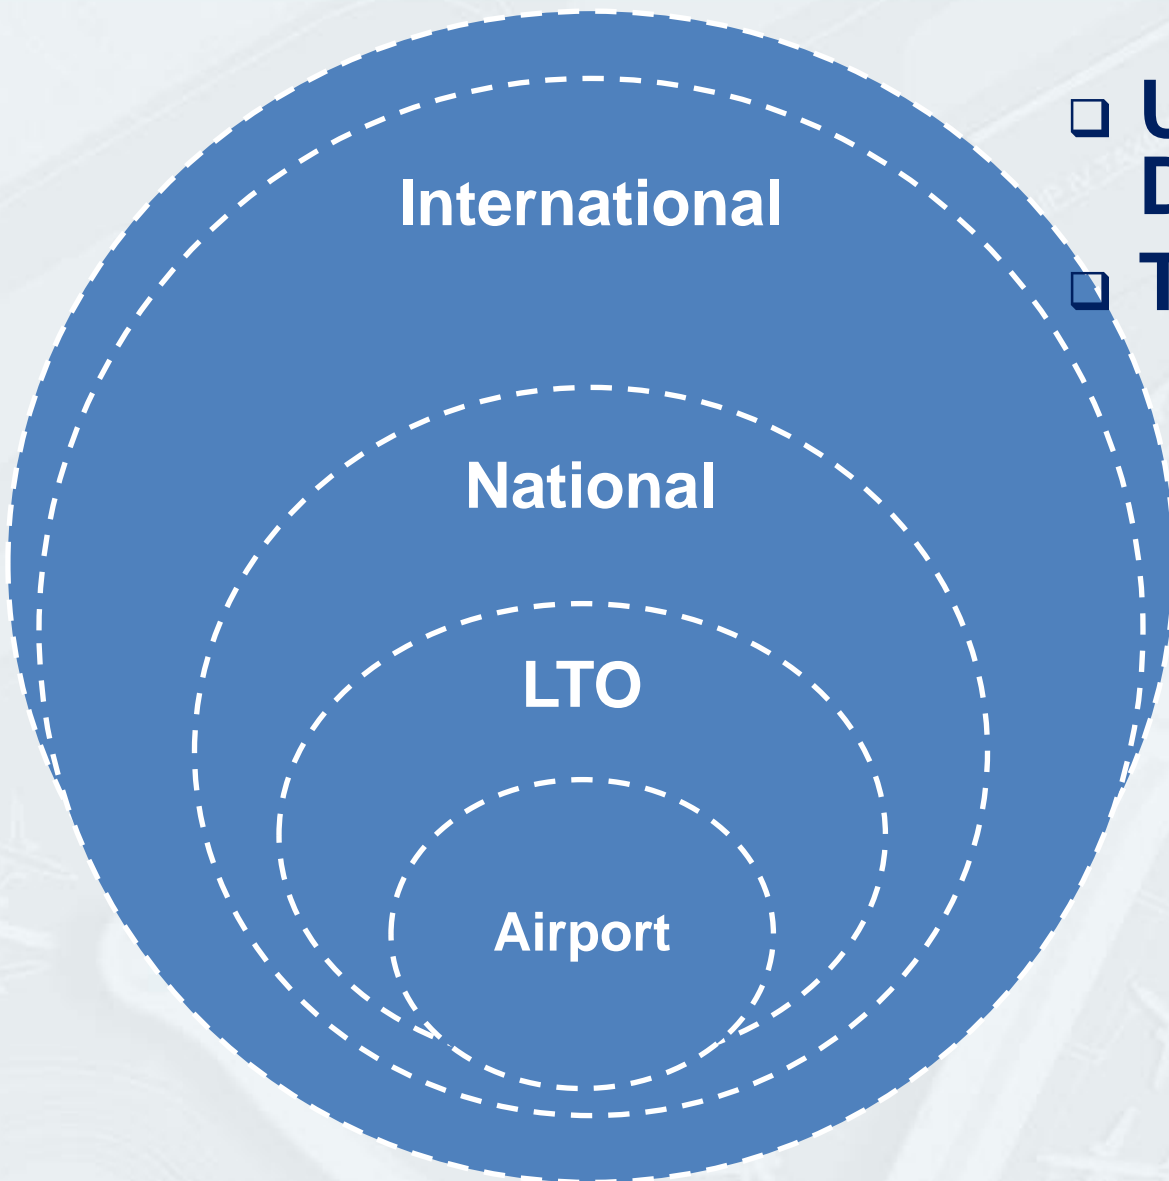 International
National
LTO
Airport
❑ U
D
❑ T